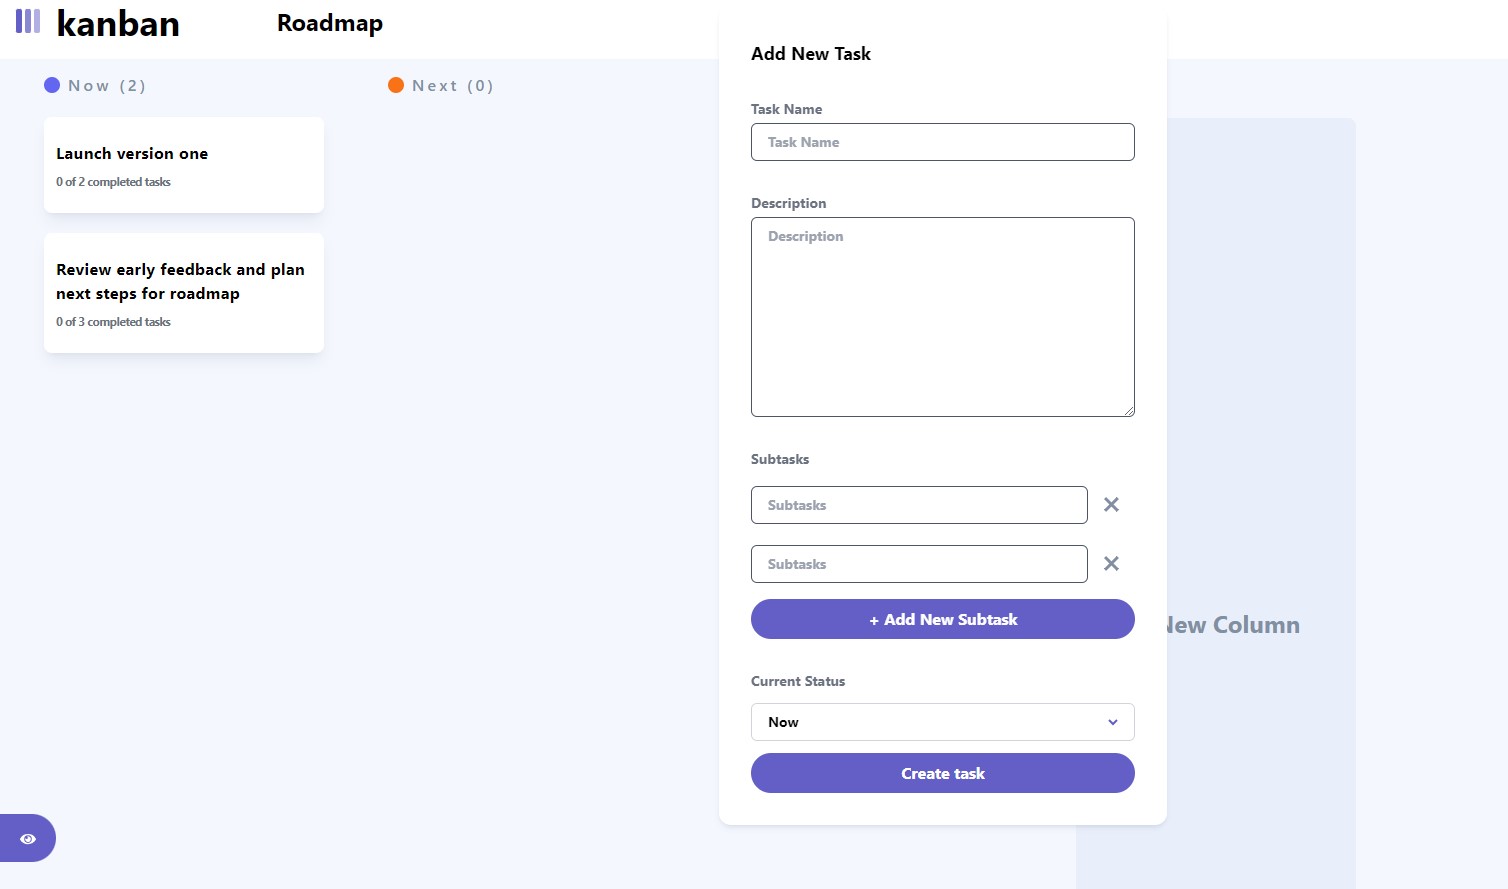 kanban
Roadmap
Now (2)
Launch version one
0 of 2 completed tasks
Review early feedback and plan
next steps for roadmap
0 of 3 completed tasks
Next (0)
Add New Task
Task Name
Task Name
Description
Description
Subtasks
Subtasks
Subtasks
+ Add New Subtask
Current Status
Now
Create task
New Column